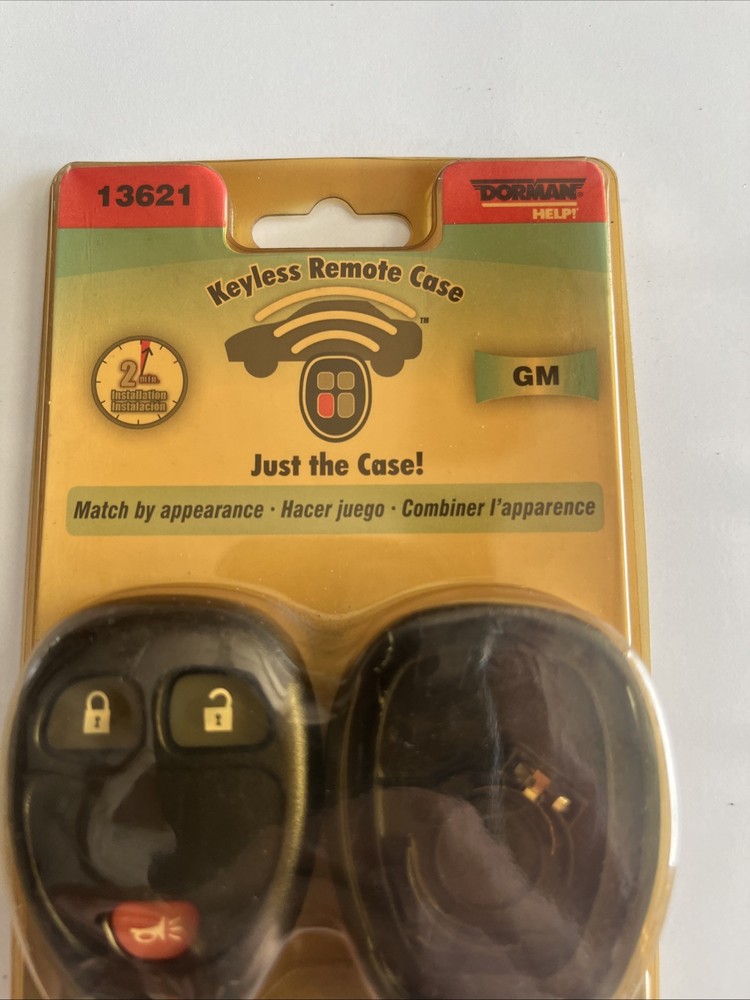 13621
DORMAN®
HELP!®
Keyless Remote Case
™
2 min.
Installation
Instalación
GM
Just the Case!
Match by appearance · Hacer juego · Combiner l'apparence